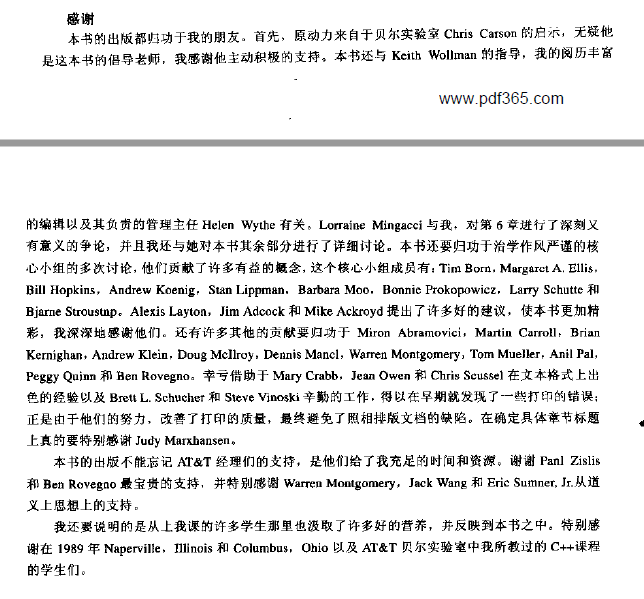 感谢
本书的出版都归功于我的朋友。首先，原动力来自于贝尔实验室 Chris Carson 的启示，无疑他
是这本书的倡导老师，我感谢他主动积极的支持。本书还与 Keith Wollman 的指导，我的阅历丰富
www.pdf365.com
的编辑以及其负责的管理主任 Helen Wythe 有关。Lorraine Mingacci 与我，对第 6 章进行了深刻又
有意义的争论，并且我还与她对本书其余部分进行了详细讨论。本书还要归功于治学作风严谨的核
心小组的多次讨论，他们贡献了许多有益的概念，这个核心小组成员有：Tim Born，Margaret A. Ellis，
Bill Hopkins，Andrew Koenig，Stan Lippman，Barbara Moo，Bonnie Prokopowicz，Larry Schutte 和
Bjarne Stroustup。Alexis Layton，Jim Adcock 和 Mike Ackroyd 提出了许多好的建议，使本书更加精
彩，我深深地感谢他们。还有许多其他的贡献要归功于 Miron Abramovici，Martin Carroll，Brian
Kernighan，Andrew Klein，Doug McIlroy，Dennis Mancl，Warren Montgomery，Tom Mueller，Anil Pal，
Peggy Quinn 和 Ben Rovegno。幸亏借助于 Mary Crabb，Jean Owen 和 Chris Scussel 在文本格式上出
色的经验以及 Brett L. Schucher 和 Steve Vinoski 辛勤的工作，得以在早期就发现了一些打印的错误；
正是由于他们的努力，改善了打印的质量，最终避免了照相排版文档的缺陷。在确定具体章节标题
上真的要特别感谢 Judy Marxhansen。
本书的出版不能忘记 AT&T 经理们的支持，是他们给了我充足的时间和资源。谢谢 Panl Zislis
和 Ben Rovegno 最宝贵的支持，并特别感谢 Warren Montgomery，Jack Wang 和 Eric Sumner, Jr.从道
义上思想上的支持。
我还要说明的是从上我课的许多学生那里也汲取了许多好的营养，并反映到本书之中。特别感
谢在 1989 年 Naperville，Illinois 和 Columbus，Ohio 以及 AT&T 贝尔实验室中我所教过的 C++课程
的学生们。